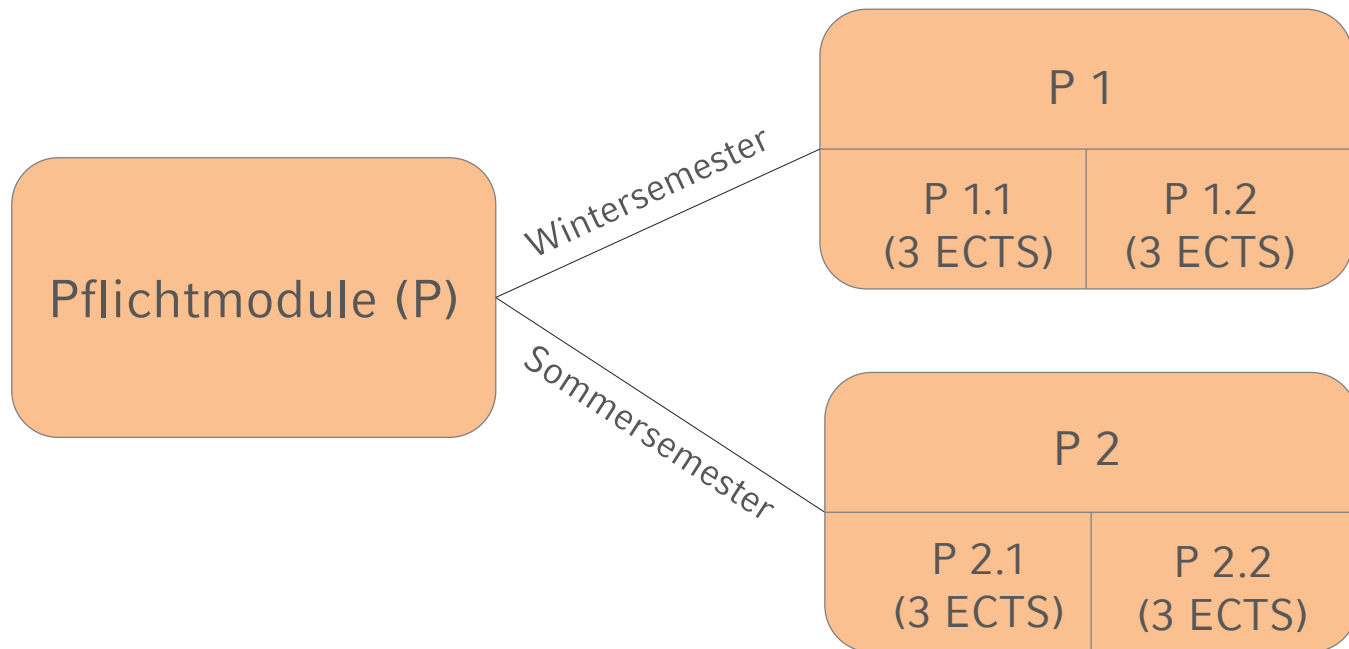 Pflichtmodule (P)
Wintersemester
P 1
P 1.1
(3 ECTS)
P 1.2
(3 ECTS)
Sommersemester
P 2
P 2.1
(3 ECTS)
P 2.2
(3 ECTS)